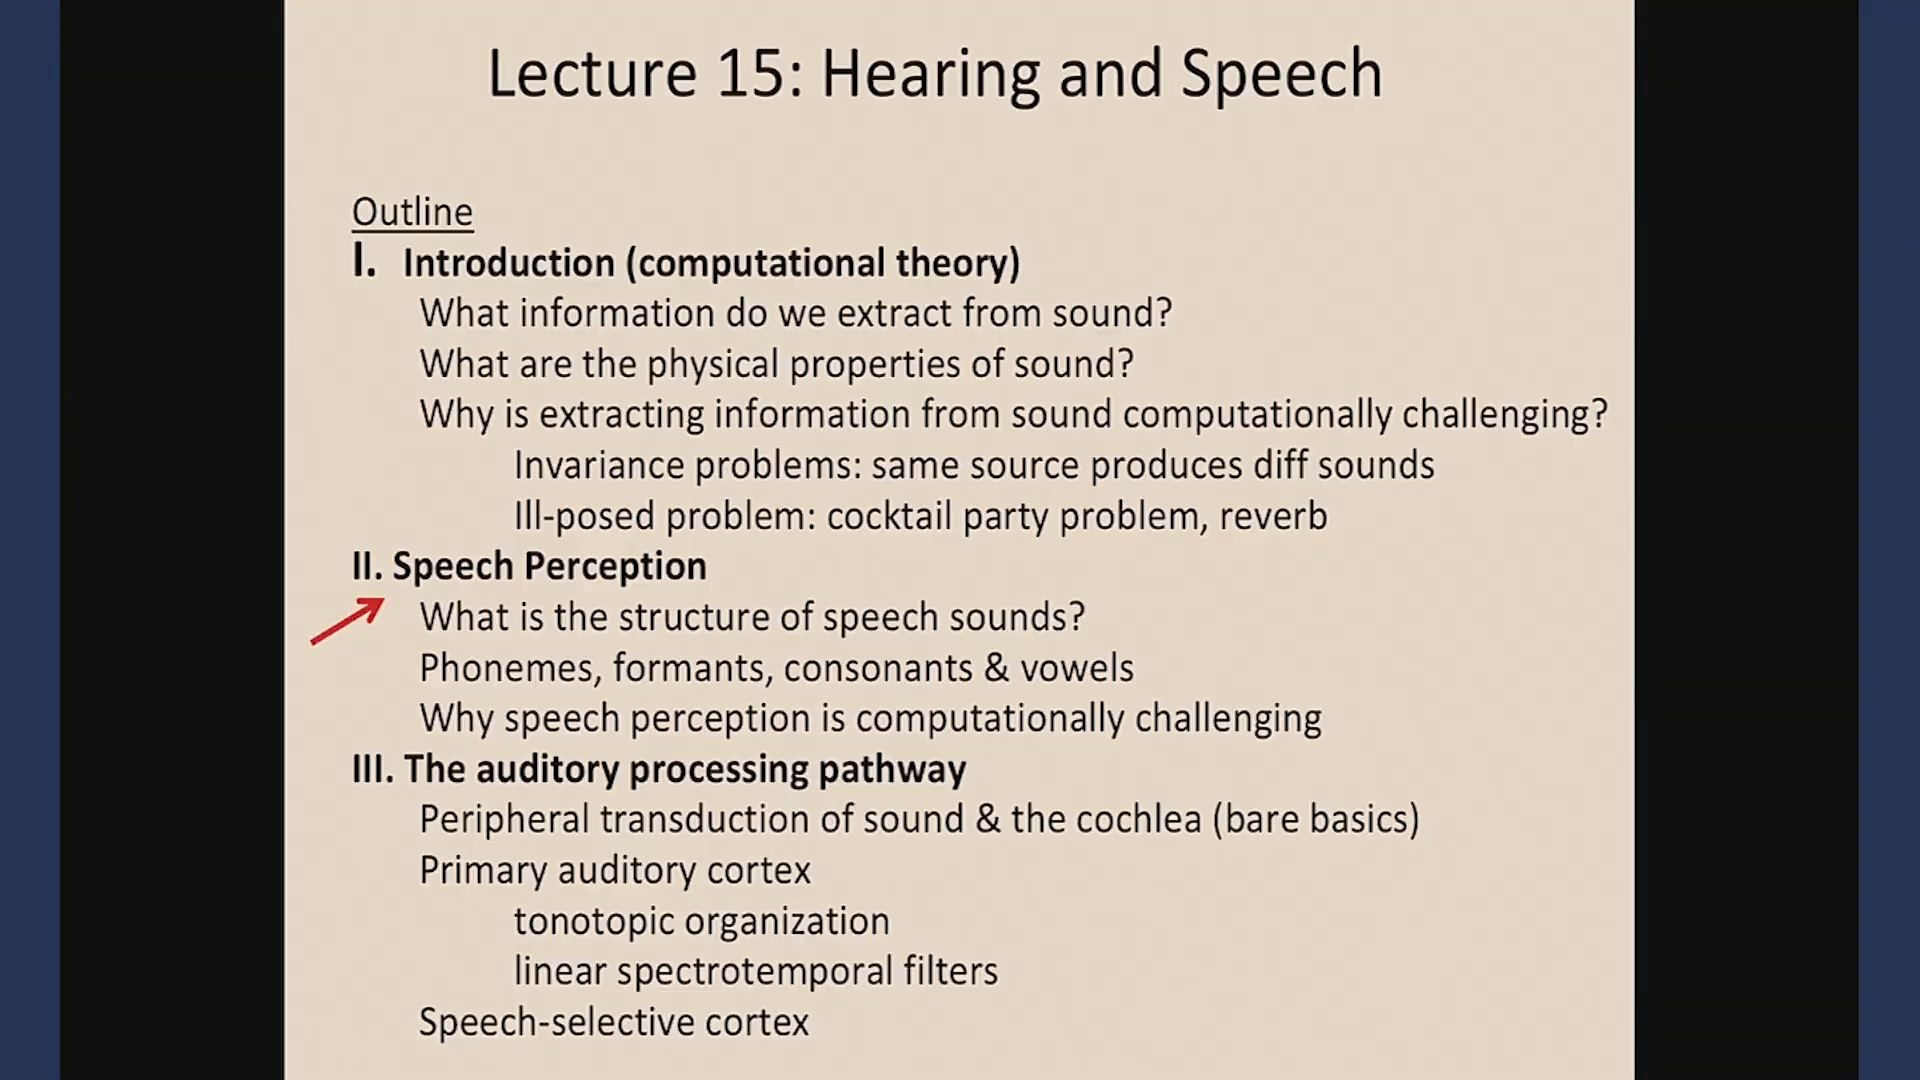 Lecture 15: Hearing and Speech
Outline
I. Introduction (computational theory)
What information do we extract from sound?
What are the physical properties of sound?
Why is extracting information from sound computationally challenging?
Invariance problems: same source produces diff sounds
Ill-posed problem: cocktail party problem, reverb
II. Speech Perception
What is the structure of speech sounds?
Phonemes, formants, consonants & vowels
Why speech perception is computationally challenging
III. The auditory processing pathway
Peripheral transduction of sound & the cochlea (bare basics)
Primary auditory cortex
tonotopic organization
linear spectrotemporal filters
Speech-selective cortex